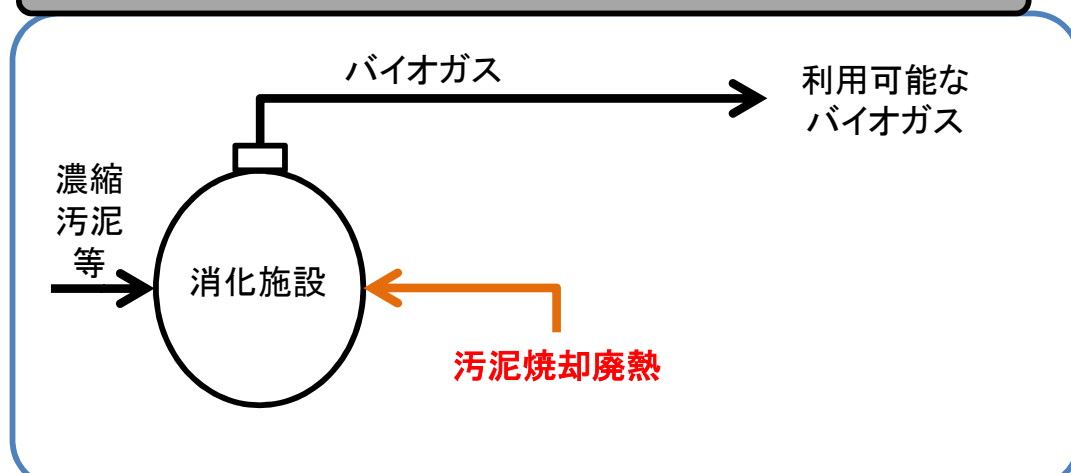 バイオガス
利用可能な
バイオガス
濃縮
汚泥
等
消化施設
汚泥焼却廃熱